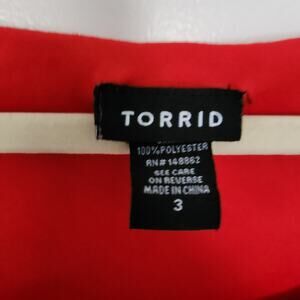 TORRID
100% POLYESTER
RN# 148862
SEE CARE
ON REVERSE
MADE IN CHINA
3